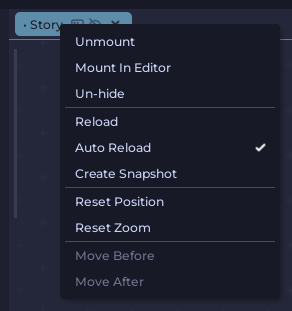 · Story
Unmount
Mount In Editor
Un-hide
Reload
Auto Reload
Create Snapshot
Reset Position
Reset Zoom
Move Before
Move After